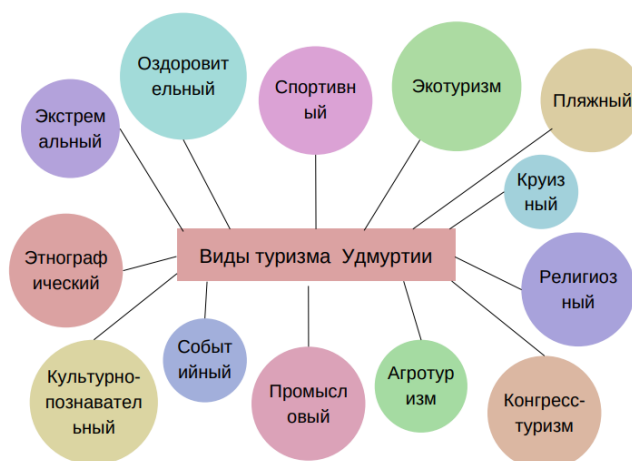 Оздоровит
ельный
Спортивн
ый
Экотуризм
Пляжный
Экстрем
альный
Круиз
ный
Виды туризма Удмуртии
Этнограф
ический
Религиоз
ный
Культурно-
познавател
ьный
Событ
ийный
Промысл
овый
Агротур
изм
Конгресс-
туризм